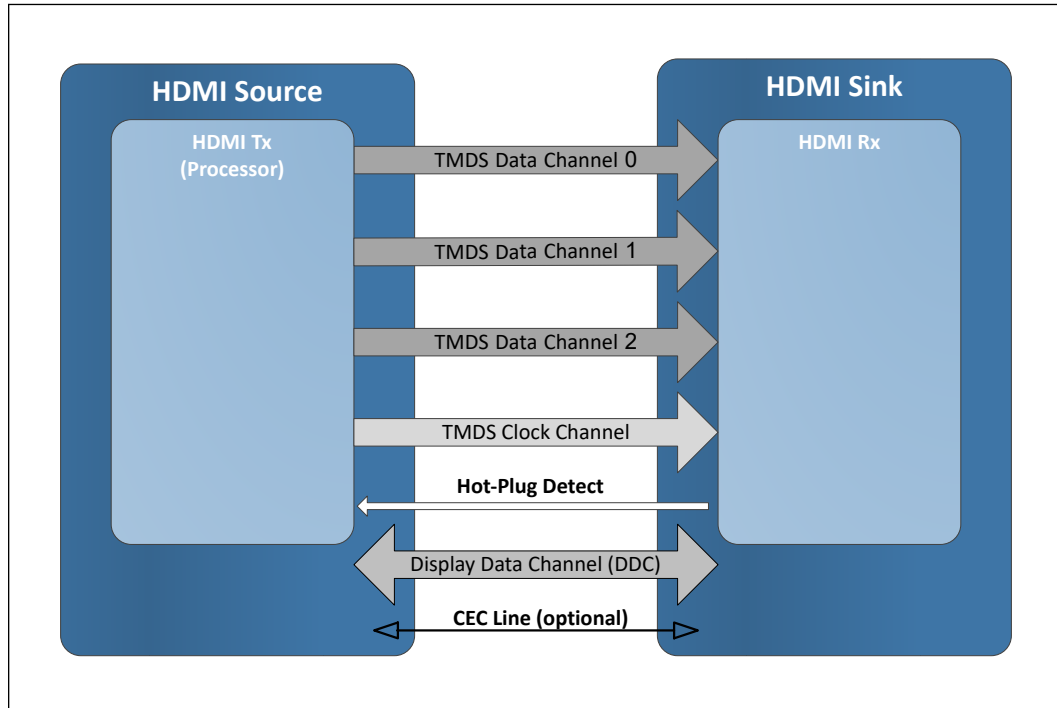 HDMI Source
HDMI Sink
HDMI Tx
(Processor)
HDMI Rx
TMDS Data Channel 0
TMDS Data Channel 1
TMDS Data Channel 2
TMDS Clock Channel
Hot-Plug Detect
Display Data Channel (DDC)
CEC Line (optional)